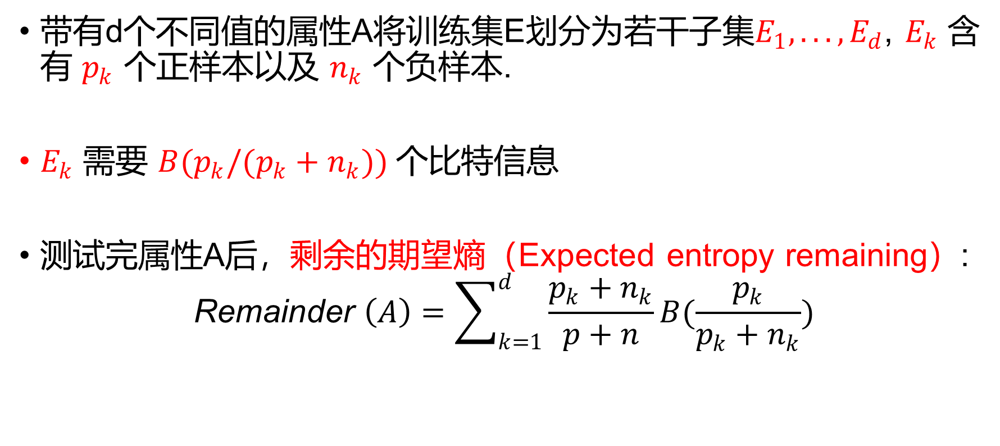 • 带有d个不同值的属性A将训练集E划分为若干子集E₁,...,E_d, E_k 含
有 p_k 个正样本以及 n_k 个负样本.
• E_k 需要 B(p_k/(p_k + n_k)) 个比特信息
• 测试完属性A后，剩余的期望熵（Expected entropy remaining）:
Remainder (A) = ∑_{k=1}^{d} \frac{p_k + n_k}{p + n} B(\frac{p_k}{p_k + n_k})